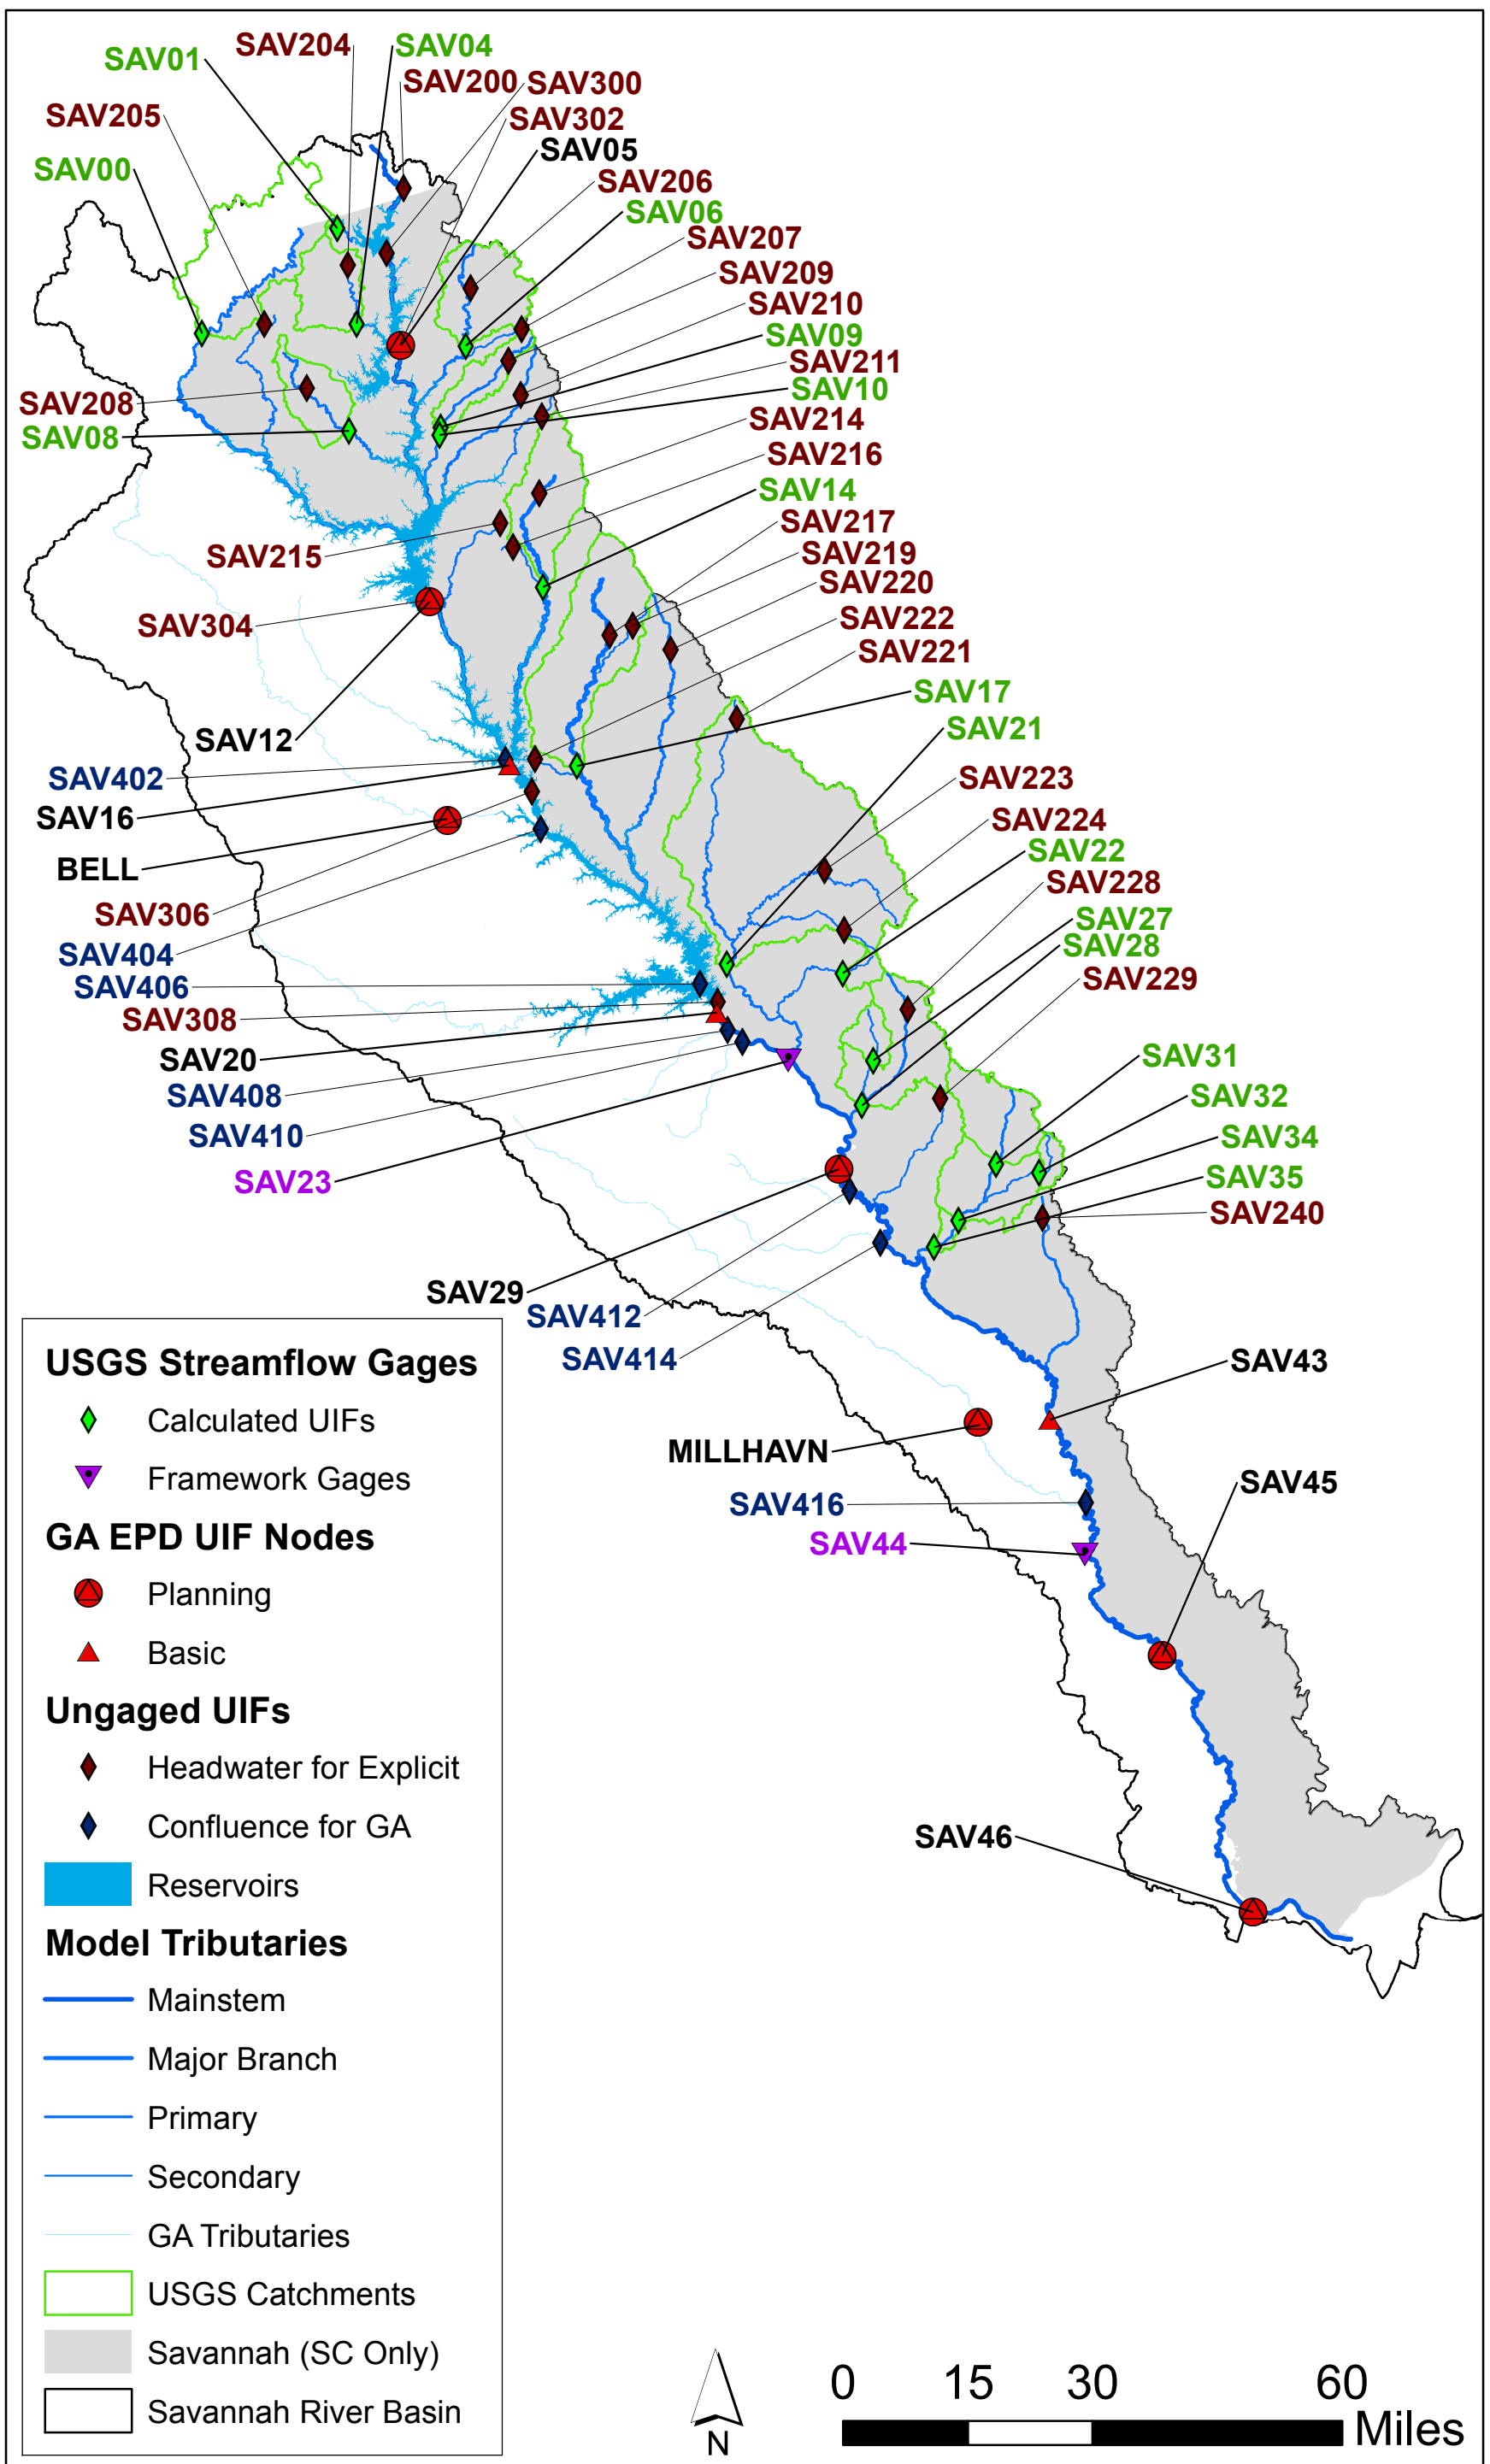 SAV204
SAV04
SAV01
SAV200
SAV300
SAV205
SAV302
SAV05
SAV00
SAV206
SAV06
SAV207
SAV209
SAV210
SAV09
SAV211
SAV10
SAV208
SAV214
SAV08
SAV216
SAV14
SAV217
SAV215
SAV219
SAV220
SAV304
SAV222
SAV221
SAV17
SAV21
SAV12
SAV402
SAV223
SAV16
SAV224
SAV22
BELL
SAV228
SAV306
SAV27
SAV28
SAV404
SAV229
SAV406
SAV308
SAV20
SAV31
SAV408
SAV32
SAV410
SAV34
SAV23
SAV35
SAV240
SAV29
SAV412
SAV414
SAV43
MILLHAVN
SAV45
SAV416
SAV44
SAV46
USGS Streamflow Gages
Calculated UIFs
Framework Gages
GA EPD UIF Nodes
Planning
Basic
Ungaged UIFs
Headwater for Explicit
Confluence for GA
Reservoirs
Model Tributaries
Mainstem
Major Branch
Primary
Secondary
GA Tributaries
USGS Catchments
Savannah (SC Only)
Savannah River Basin
N
0 15 30 60
Miles